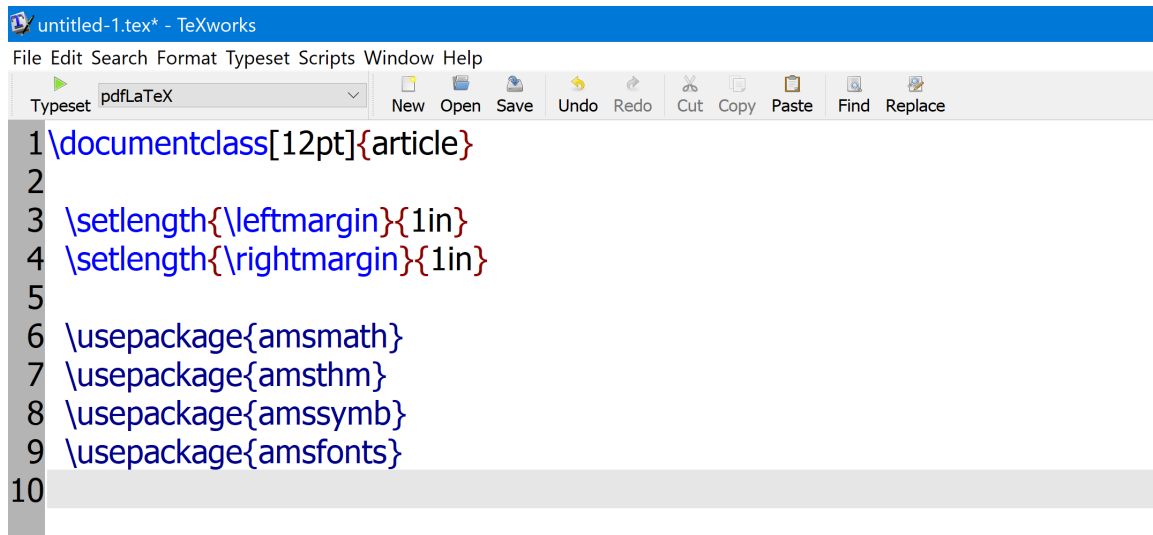 untitled-1.tex* - TeXworks
File Edit Search Format Typeset Scripts Window Help
Typeset pdfLaTeX New Open Save Undo Redo Cut Copy Paste Find Replace
1 \documentclass[12pt]{article}
2
3 \setlength{\leftmargin}{1in}
4 \setlength{\rightmargin}{1in}
5
6 \usepackage{amsmath}
7 \usepackage{amsthm}
8 \usepackage{amssymb}
9 \usepackage{amsfonts}
10